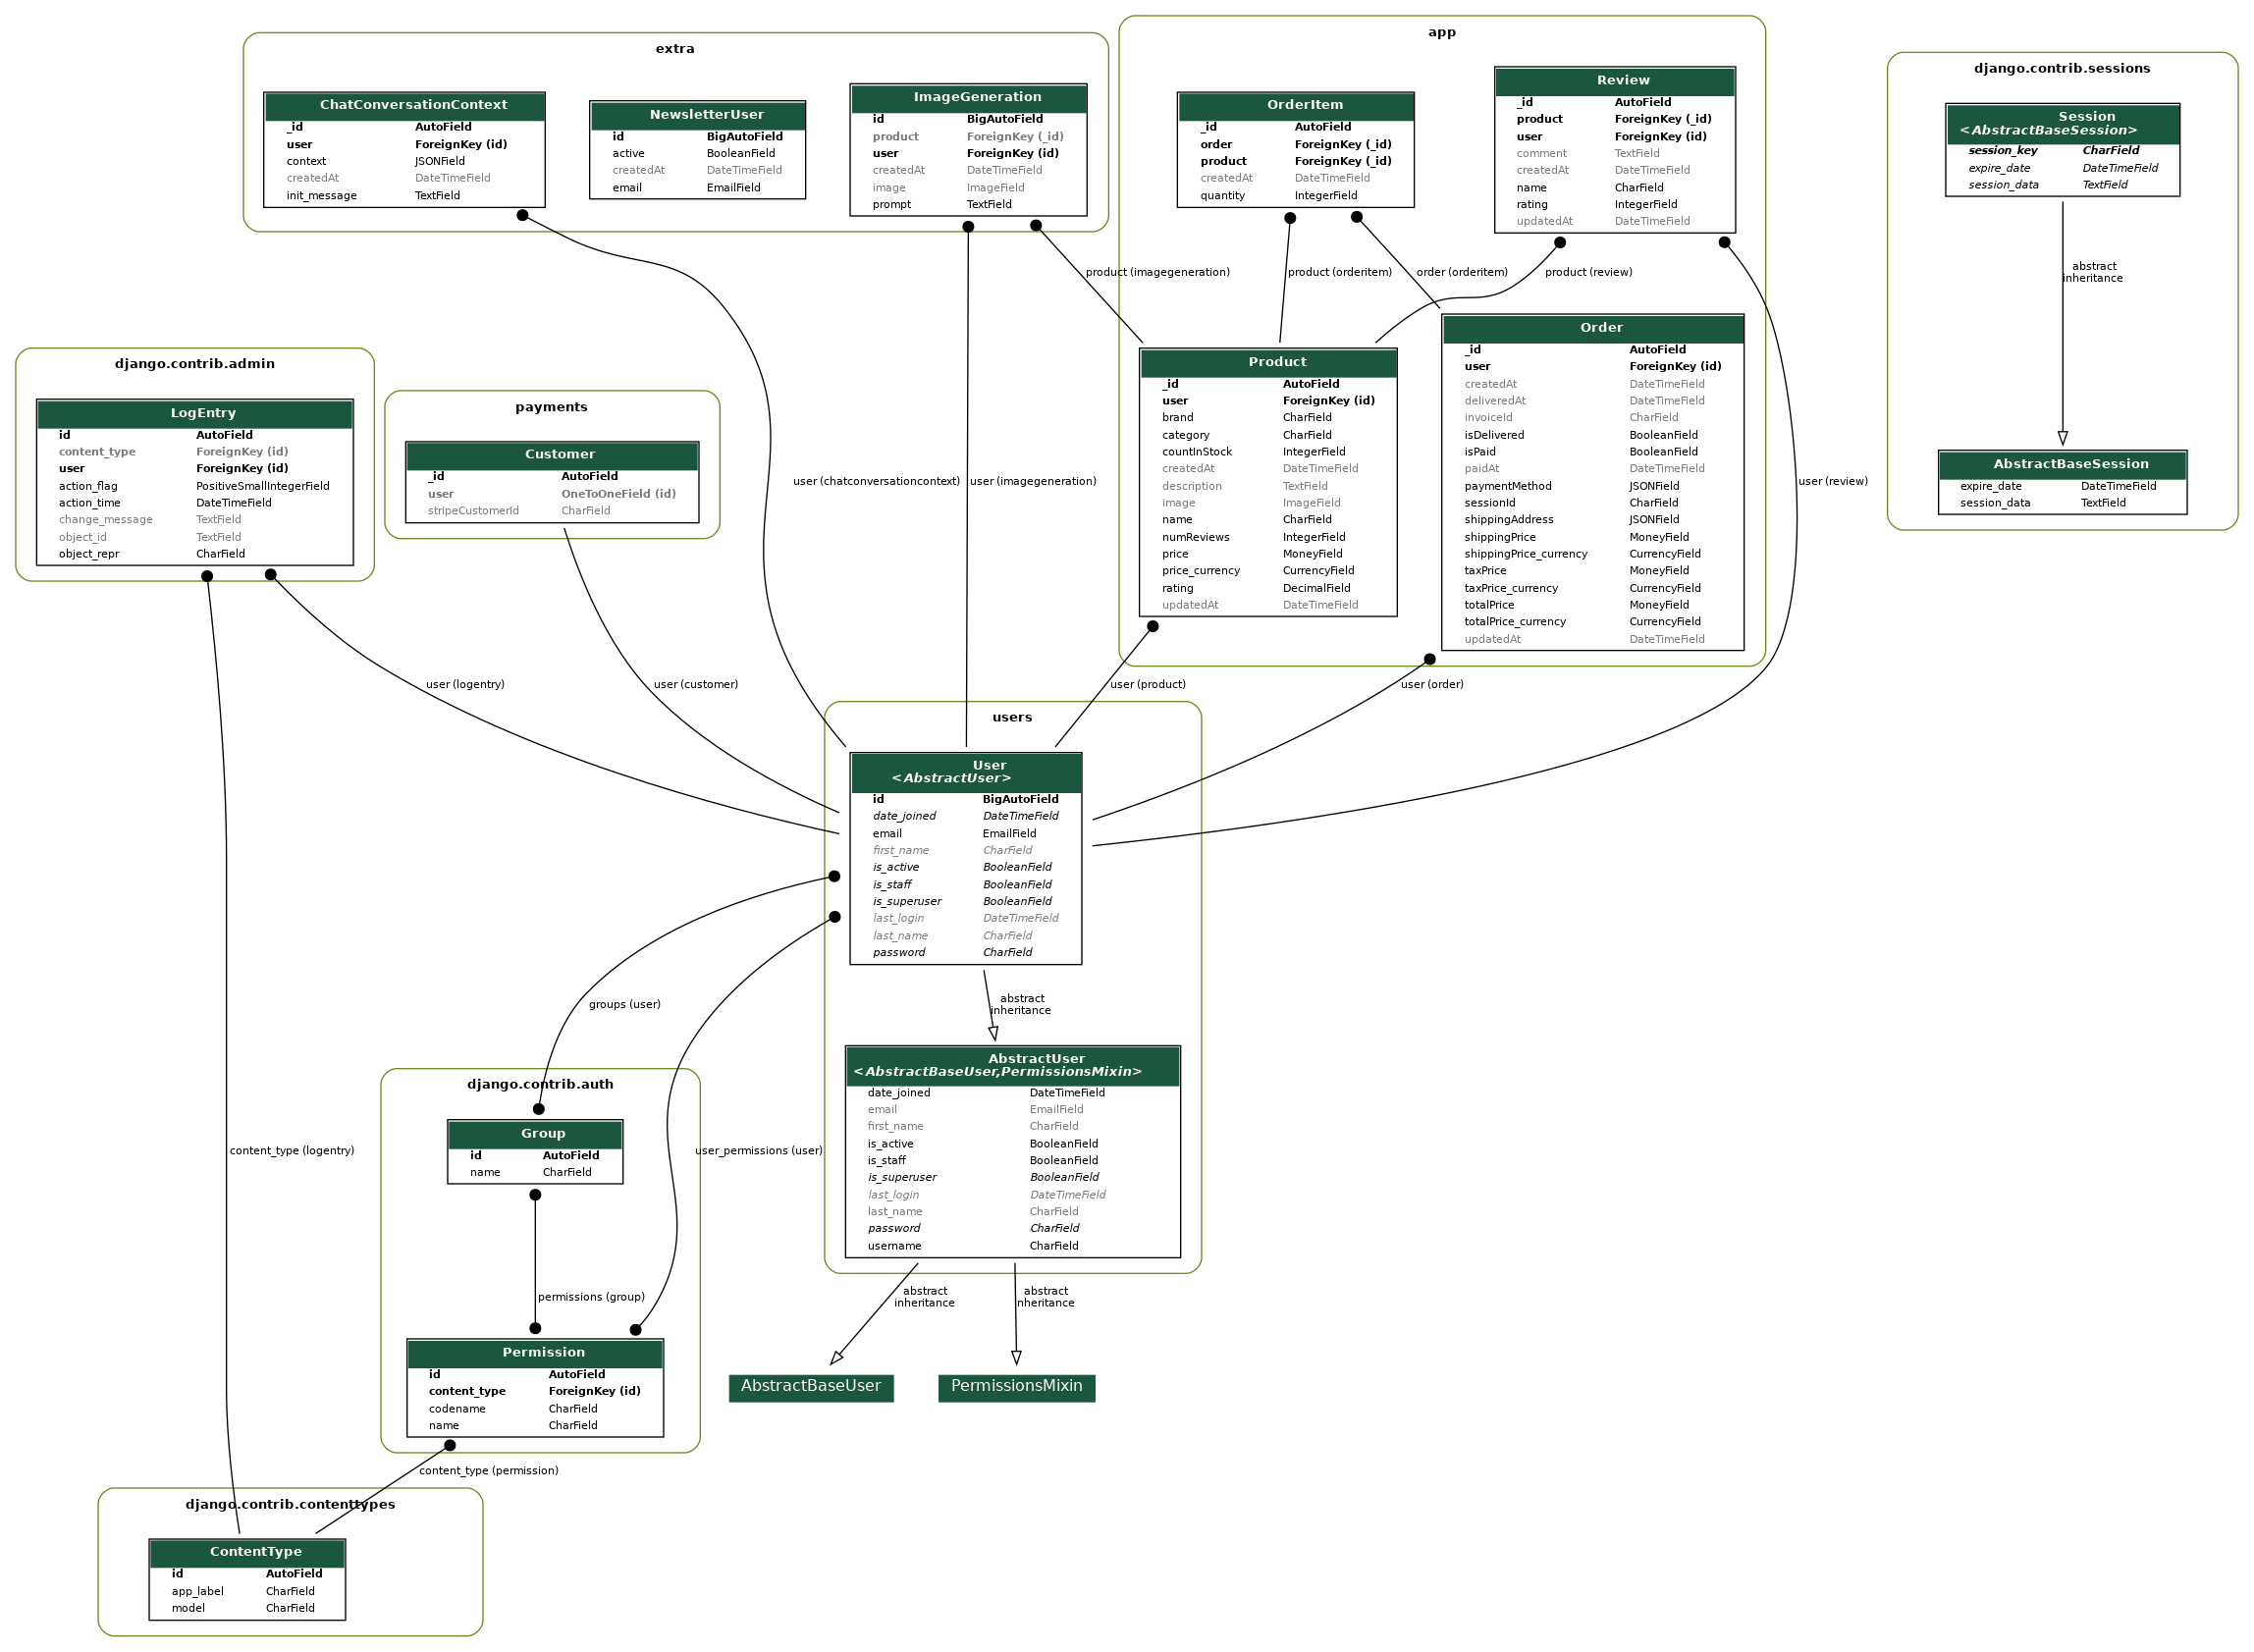 extra
ChatConversationContext
_id AutoField
user ForeignKey (id)
context JSONField
createdAt DateTimeField
init_message TextField
NewsletterUser
id BigAutoField
active BooleanField
createdAt DateTimeField
email EmailField
ImageGeneration
id BigAutoField
product ForeignKey (_id)
user ForeignKey (id)
createdAt DateTimeField
image ImageField
prompt TextField
app
OrderItem
_id AutoField
order ForeignKey (_id)
product ForeignKey (_id)
createdAt DateTimeField
quantity IntegerField
Review
_id AutoField
product ForeignKey (_id)
user ForeignKey (id)
comment TextField
createdAt DateTimeField
name CharField
rating IntegerField
updatedAt DateTimeField
django.contrib.sessions
Session
<AbstractBaseSession>
session_key CharField
expire_date DateTimeField
session_data TextField
product (imagegeneration)
product (orderitem)
order (orderitem)
product (review)
abstract
inheritance
Product
_id AutoField
user ForeignKey (id)
brand CharField
category CharField
countInStock IntegerField
createdAt DateTimeField
description TextField
image ImageField
name CharField
numReviews IntegerField
price MoneyField
price_currency CurrencyField
rating DecimalField
updatedAt DateTimeField
Order
_id AutoField
user ForeignKey (id)
createdAt DateTimeField
deliveredAt DateTimeField
invoiceId CharField
isDelivered BooleanField
isPaid BooleanField
paidAt DateTimeField
paymentMethod JSONField
sessionId CharField
shippingAddress JSONField
shippingPrice MoneyField
shippingPrice_currency CurrencyField
taxPrice MoneyField
taxPrice_currency CurrencyField
totalPrice MoneyField
totalPrice_currency CurrencyField
updatedAt DateTimeField
AbstractBaseSession
expire_date DateTimeField
session_data TextField
django.contrib.admin
LogEntry
id AutoField
content_type ForeignKey (id)
user ForeignKey (id)
action_flag PositiveSmallIntegerField
action_time DateTimeField
change_message TextField
object_id TextField
object_repr CharField
payments
Customer
_id AutoField
user OneToOneField (id)
stripeCustomerId CharField
user (chatconversationcontext)
user (imagegeneration)
user (review)
user (logentry)
user (customer)
user (product)
user (order)
users
User
<AbstractUser>
id BigAutoField
date_joined DateTimeField
email EmailField
first_name CharField
is_active BooleanField
is_staff BooleanField
is_superuser BooleanField
last_login DateTimeField
last_name CharField
password CharField
groups (user)
abstract
inheritance
AbstractUser
<AbstractBaseUser,PermissionsMixin>
date_joined DateTimeField
email EmailField
first_name CharField
is_active BooleanField
is_staff BooleanField
is_superuser BooleanField
last_login DateTimeField
last_name CharField
password CharField
username CharField
django.contrib.auth
Group
id AutoField
name CharField
content_type (logentry)
user_permissions (user)
permissions (group)
abstract
inheritance
abstract
inheritance
Permission
id AutoField
content_type ForeignKey (id)
codename CharField
name CharField
AbstractBaseUser
PermissionsMixin
content_type (permission)
django.contrib.contenttypes
ContentType
id AutoField
app_label CharField
model CharField